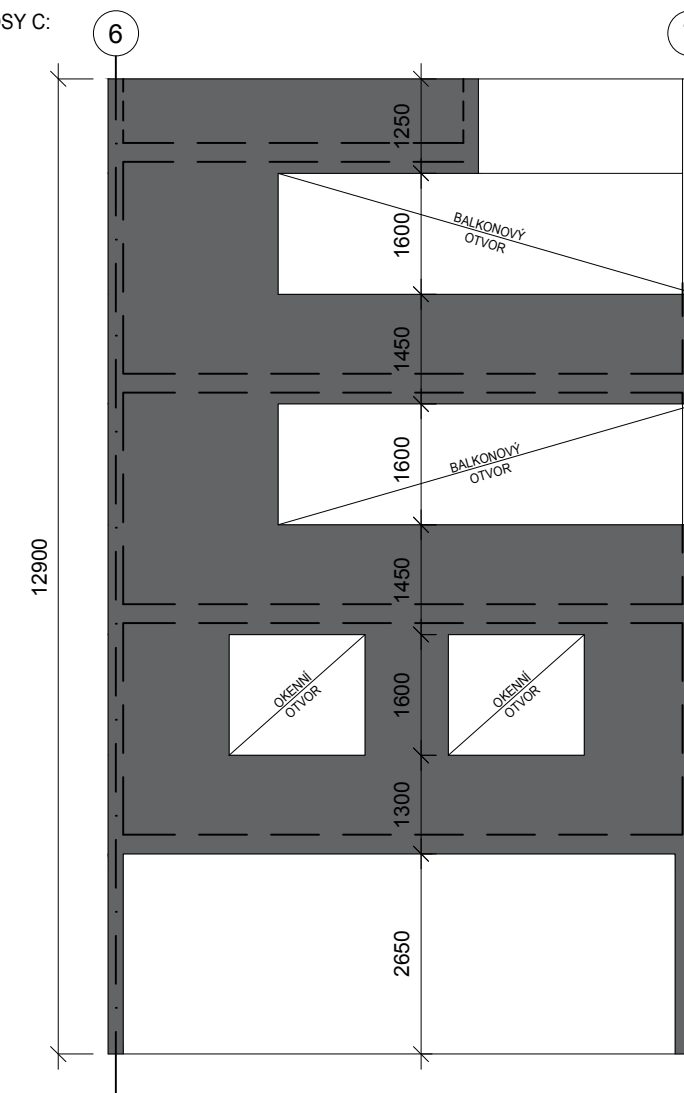 SY C:
6
1250
1600
BALKONOVÝ
OTVOR
1450
1600
BALKONOVÝ
OTVOR
12900
1450
1600
OKENNÍ
OTVOR
OKENNÍ
OTVOR
1300
2650